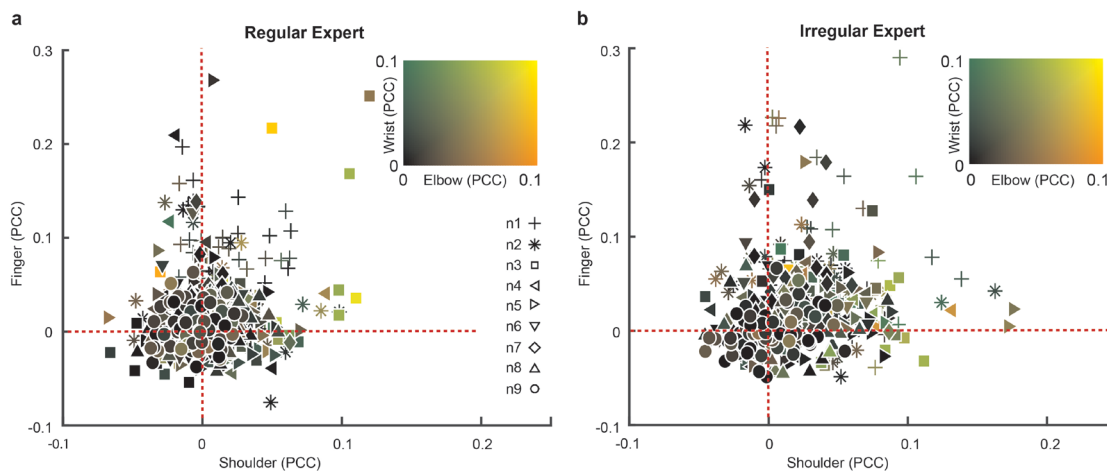 a
Regular Expert
0.3
0.2
0.1
0
-0.1
Finger (PCC)
-0.1
0
0.1
0.2
Shoulder (PCC)
0.1
Wrist (PCC)
0
0
Elbow (PCC)
0.1
n1
n2
n3
n4
n5
n6
n7
n8
n9
b
Irregular Expert
0.3
0.2
0.1
0
-0.1
Finger (PCC)
-0.1
0
0.1
0.2
Shoulder (PCC)
0.1
Wrist (PCC)
0
0
Elbow (PCC)
0.1